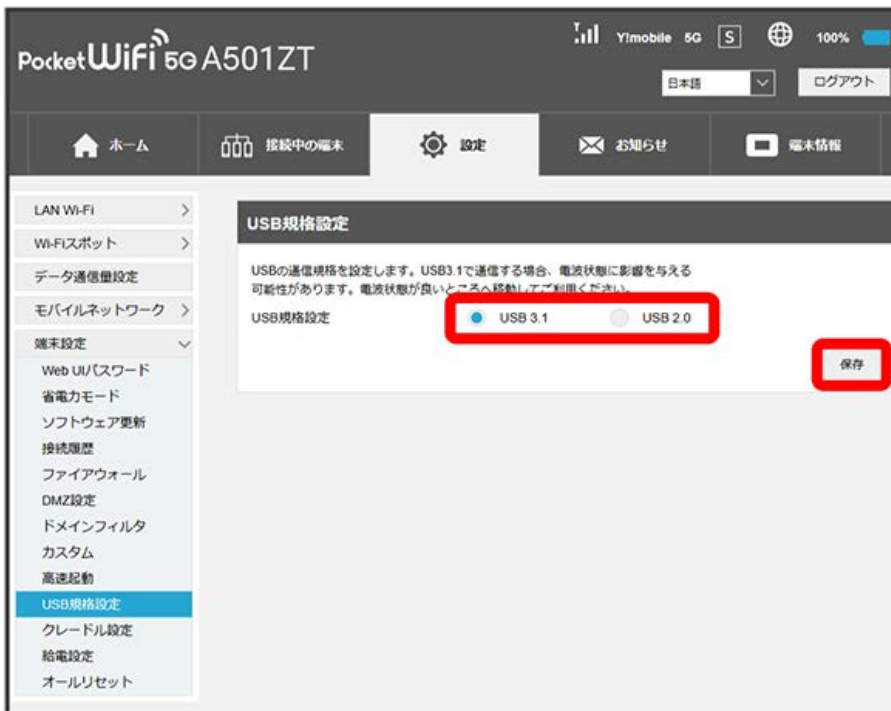 Pocket WiFi 5G A501ZT
Y!mobile 5G S 100%
日本語 ログアウト
ホーム 接続中の端末 設定 お知らせ 端末情報
LAN Wi-Fi
Wi-Fiスポット
データ通信量設定
モバイルネットワーク
端末設定
Web UIパスワード
省電力モード
ソフトウェア更新
接続履歴
ファイアウォール
DMZ設定
ドメインフィルタ
カスタム
高速起動
USB規格設定
クレードル設定
給電設定
オールリセット
USB規格設定
USBの通信規格を設定します。USB3.1で通信する場合、電波状態に影響を与える
可能性があります。電波状態が良いところへ移動してご利用ください。
USB規格設定 USB 3.1 USB 2.0
保存